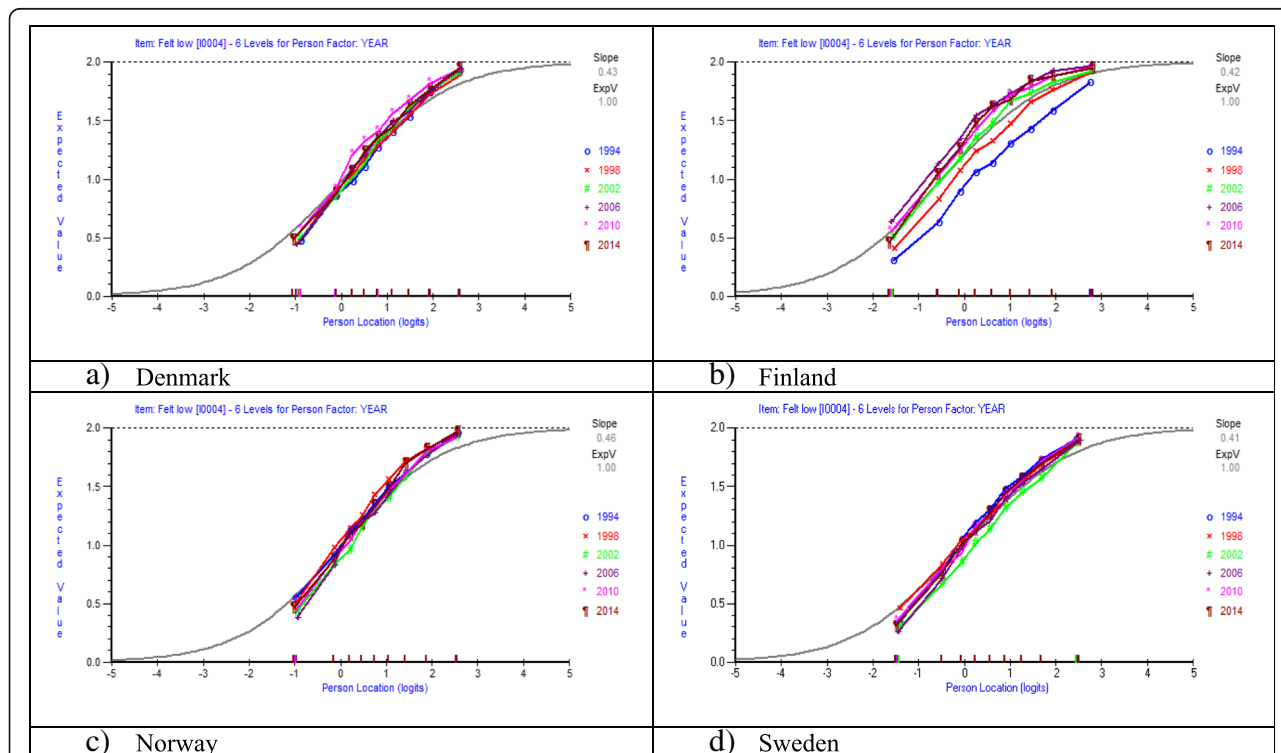 Item: Felt low [I0004] - 6 Levels for Person Factor: YEAR
Slope
0.43
ExpV
1.00
Expected Value
2.0
1.5
1.0
0.5
0.0
o 1994
× 1998
# 2002
+ 2006
* 2010
¶ 2014
-5 -4 -3 -2 -1 0 1 2 3 4 5
Person Location (logits)
a) Denmark
Item: Felt low [I0004] - 6 Levels for Person Factor: YEAR
Slope
0.42
ExpV
1.00
Expected Value
2.0
1.5
1.0
0.5
0.0
o 1994
× 1998
# 2002
+ 2006
* 2010
¶ 2014
-5 -4 -3 -2 -1 0 1 2 3 4 5
Person Location (logits)
b) Finland
Item: Felt low [I0004] - 6 Levels for Person Factor: YEAR
Slope
0.46
ExpV
1.00
Expected Value
2.0
1.5
1.0
0.5
0.0
o 1994
× 1998
# 2002
+ 2006
* 2010
¶ 2014
-5 -4 -3 -2 -1 0 1 2 3 4 5
Person Location (logits)
c) Norway
Item: Felt low [I0004] - 6 Levels for Person Factor: YEAR
Slope
0.41
ExpV
1.00
Expected Value
2.0
1.5
1.0
0.5
0.0
o 1994
× 1998
# 2002
+ 2006
* 2010
¶ 2014
-5 -4 -3 -2 -1 0 1 2 3 4 5
Person Location (logits)
d) Sweden